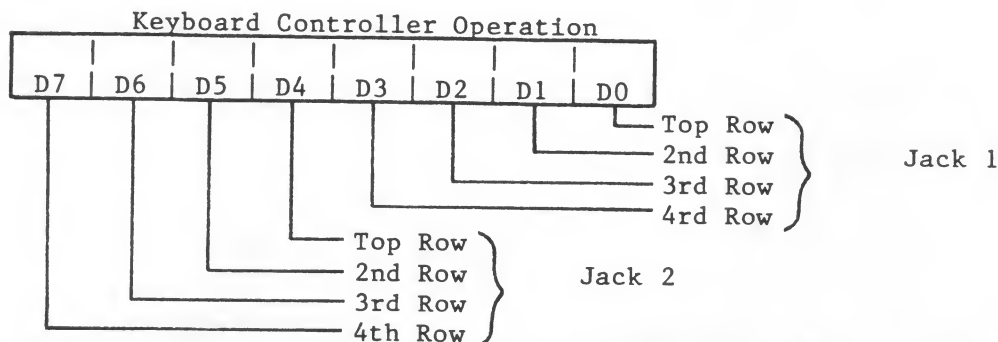 Keyboard Controller Operation
D7 D6 D5 D4 D3 D2 D1 D0
Top Row
2nd Row
3rd Row
4rd Row
Jack 1
Top Row
2nd Row
3rd Row
4th Row
Jack 2